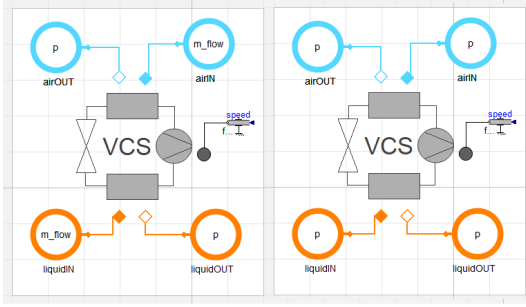 p
m_flow
airOUT
airIN
speed
VCS
f...
m_flow
p
liquidIN
liquidOUT
p
p
airOUT
airIN
speed
VCS
f...
p
p
liquidIN
liquidOUT